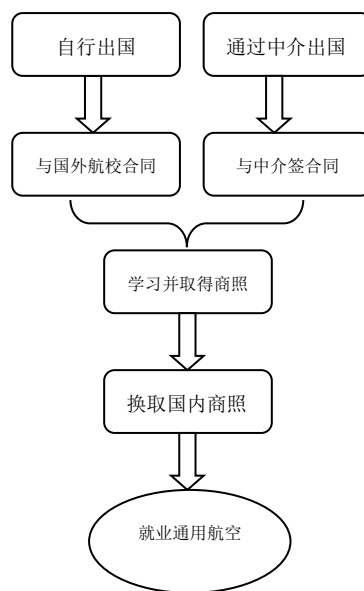 自行出国
通过中介出国
与国外航校合同
与中介签合同
学习并取得商照
换取国内商照
就业通用航空